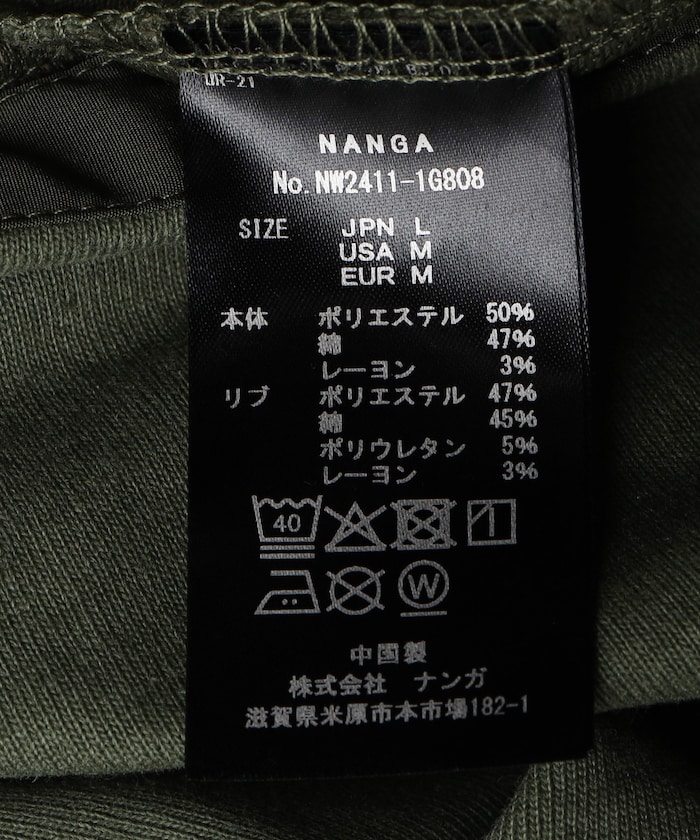 UR-21
NANGA
No.NW2411-1G808
SIZE JPN L
USA M
EUR M
本体 ポリエステル 50%
綿 47%
レーヨン 3%
リブ ポリエステル 47%
綿 45%
ポリウレタン 5%
レーヨン 3%
40
W
中国製
株式会社 ナンガ
滋賀県米原市本市場182-1